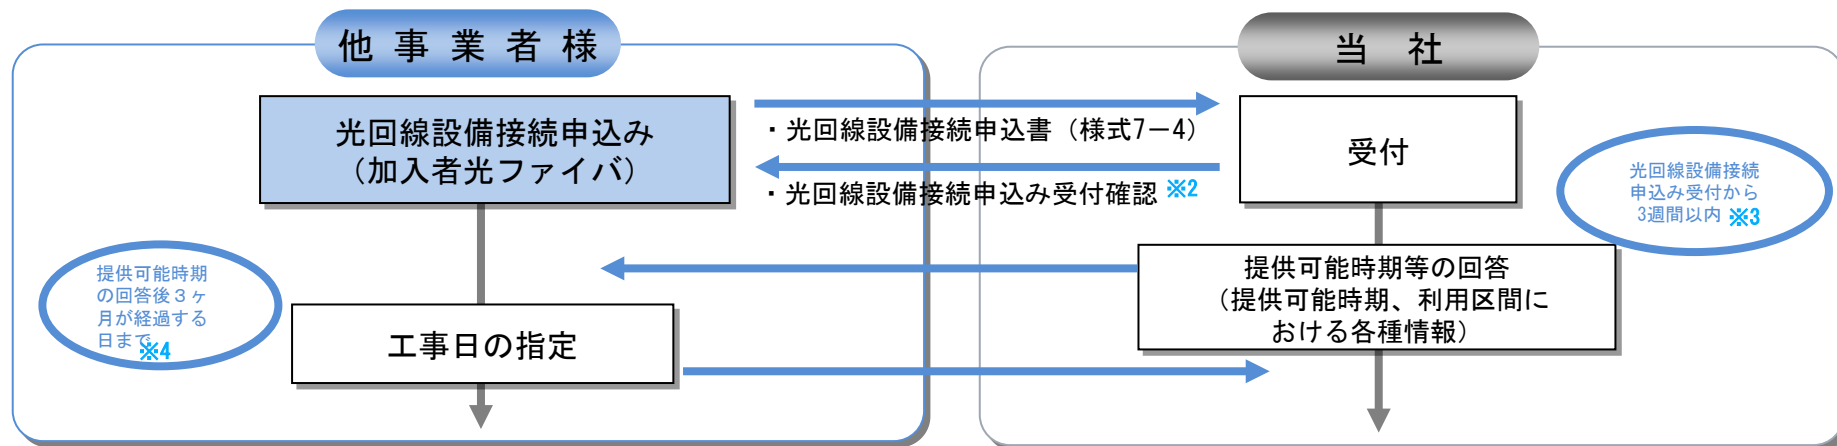 他事業者様
当社
光回線設備接続申込み
（加入者光ファイバ）
・光回線設備接続申込書（様式7－4）
・光回線設備接続申込み受付確認 ※2
受付
光回線設備接続
申込み受付から
3週間以内 ※3
提供可能時期等の回答
（提供可能時期、利用区間に
おける各種情報）
提供可能時期
の回答後３ヶ
月が経過する
日まで ※4
工事日の指定